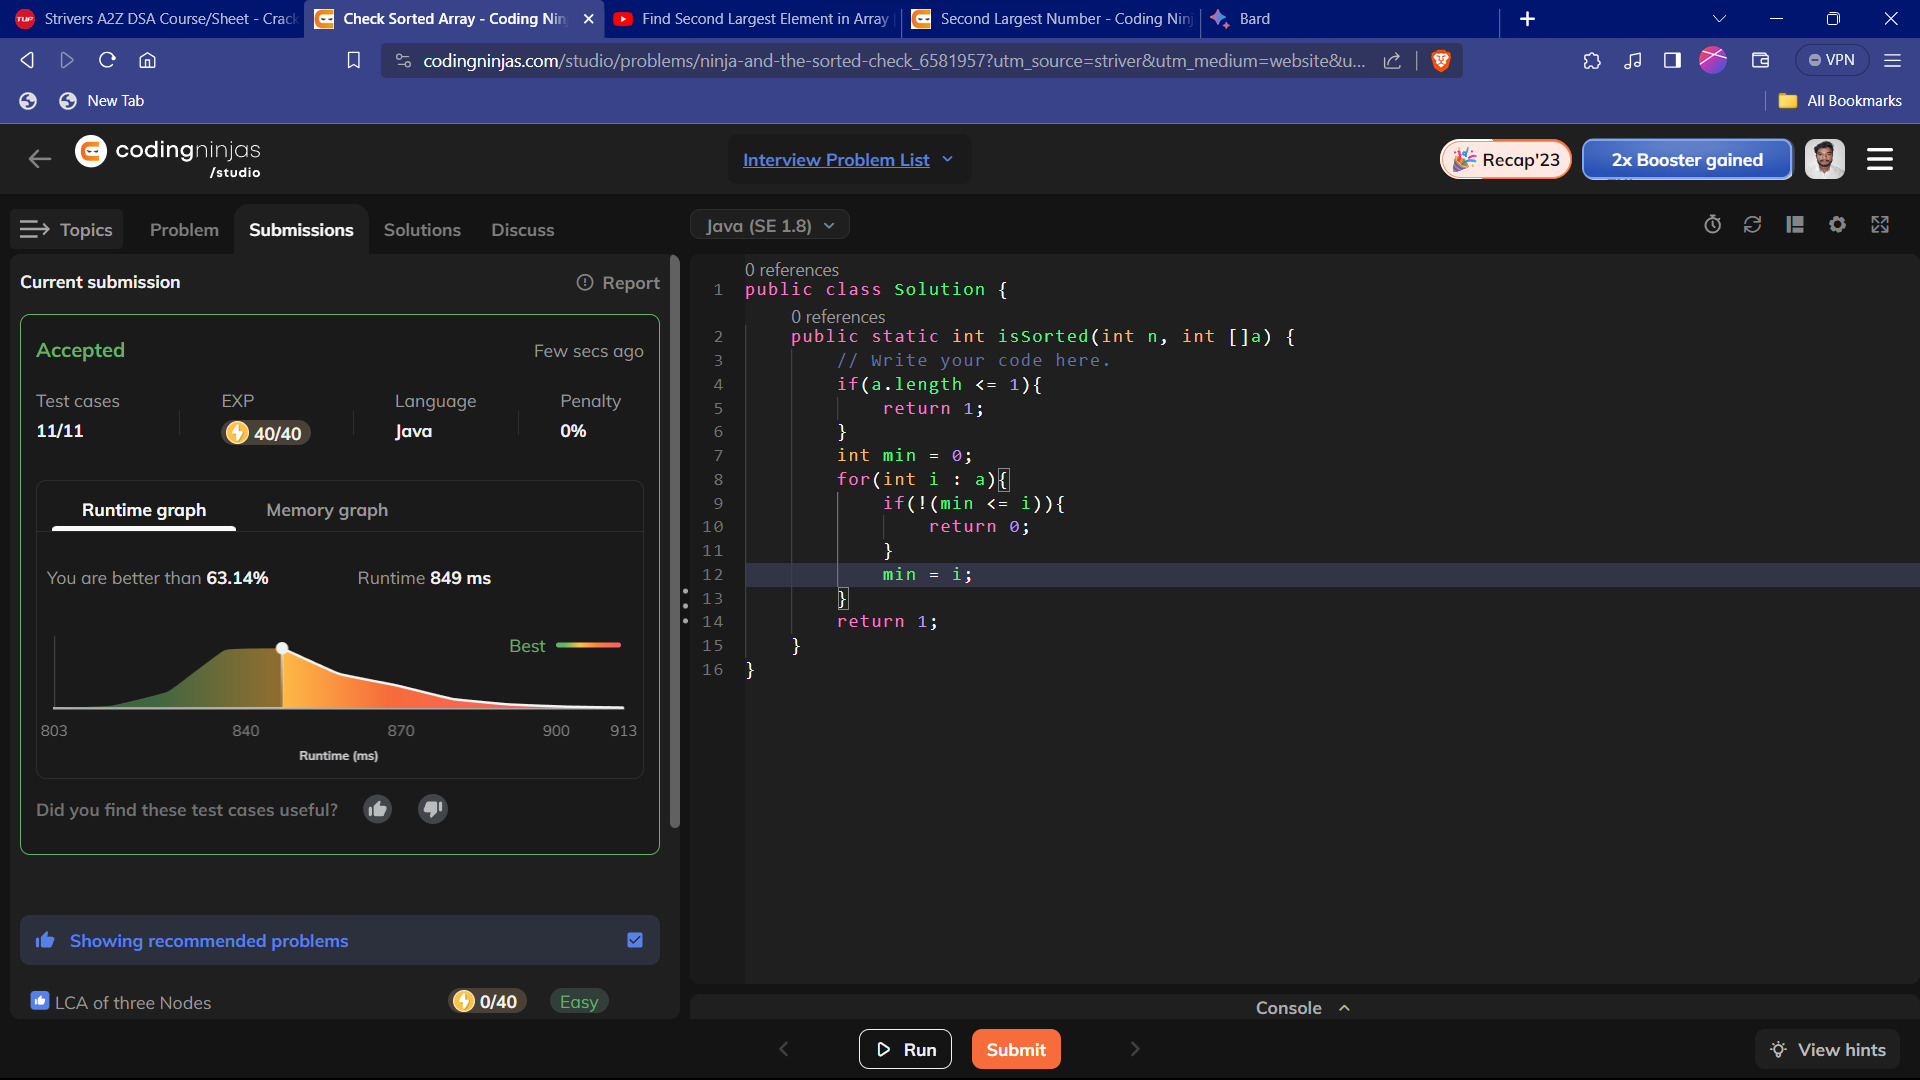 Strivers A2Z DSA Course/Sheet - Crack
Check Sorted Array - Coding Nin
Find Second Largest Element in Array
Second Largest Number - Coding Nin
Bard
codingninjas.com/studio/problems/ninja-and-the-sorted-check_6581957?utm_source=striver&utm_medium=website&u...
VPN
New Tab
All Bookmarks
codingninjas
/studio
Interview Problem List
Recap'23
2x Booster gained
Topics
Problem
Submissions
Solutions
Discuss
Java (SE 1.8)
Current submission
Report
Accepted
Few secs ago
Test cases
EXP
Language
Penalty
11/11
40/40
Java
0%
Runtime graph
Memory graph
You are better than 63.14%
Runtime 849 ms
Best
803 840 870 900 913
Runtime (ms)
Did you find these test cases useful?
Showing recommended problems
LCA of three Nodes
0/40
Easy
0 references
1 public class Solution {
0 references
2 public static int isSorted(int n, int []a) {
3 // Write your code here.
4 if(a.length <= 1){
5 return 1;
6 }
7 int min = 0;
8 for(int i : a){
9 if(!(min <= i)){
10 return 0;
11 }
12 min = i;
13 }
14 return 1;
15 }
16 }
Console
Run
Submit
View hints